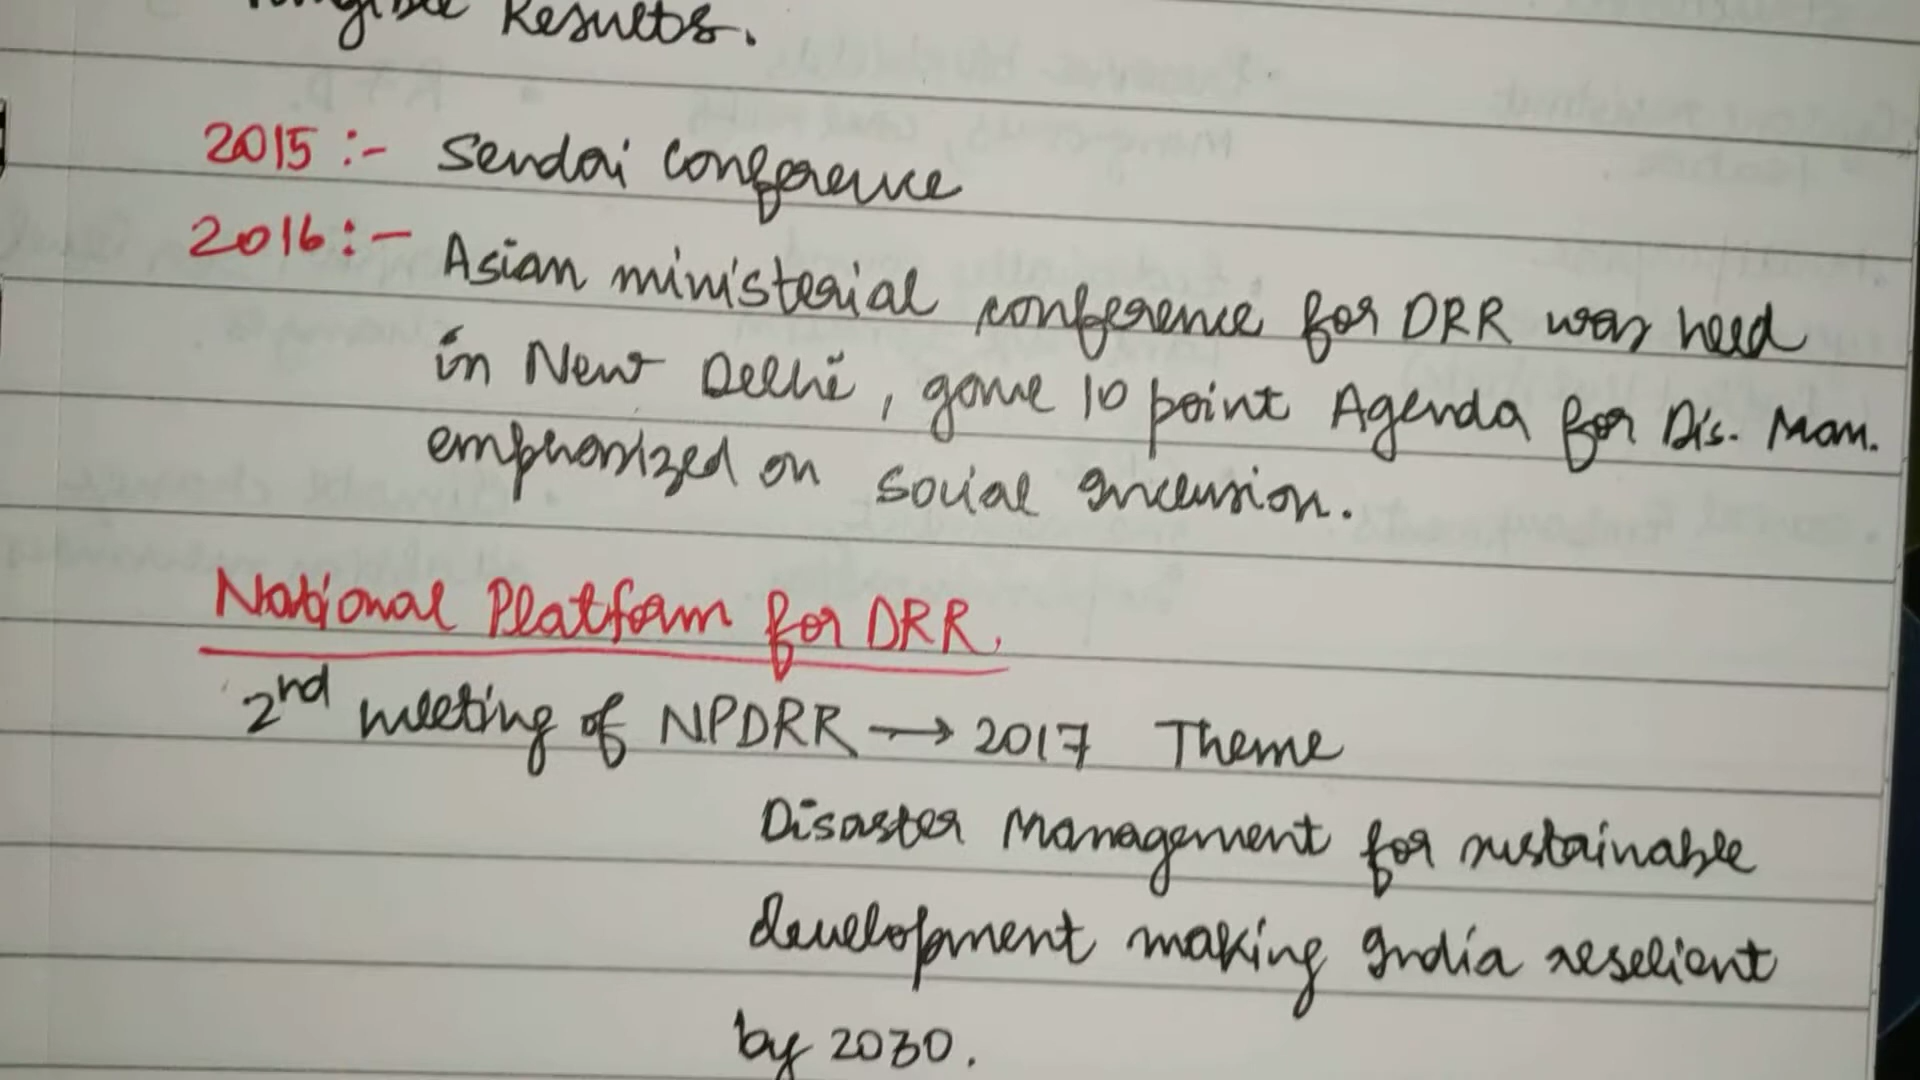 Tangible Results.
2015 :- Sendai conference
2016 :- Asian ministerial conference for DRR was held
in New Delhi, gave 10 point Agenda for Dis. Man.
emphasized on social inclusion.
National Platform for DRR.
2nd meeting of NPDRR → 2017 Theme
Disaster Management for sustainable
development making India reselient
by 2030.